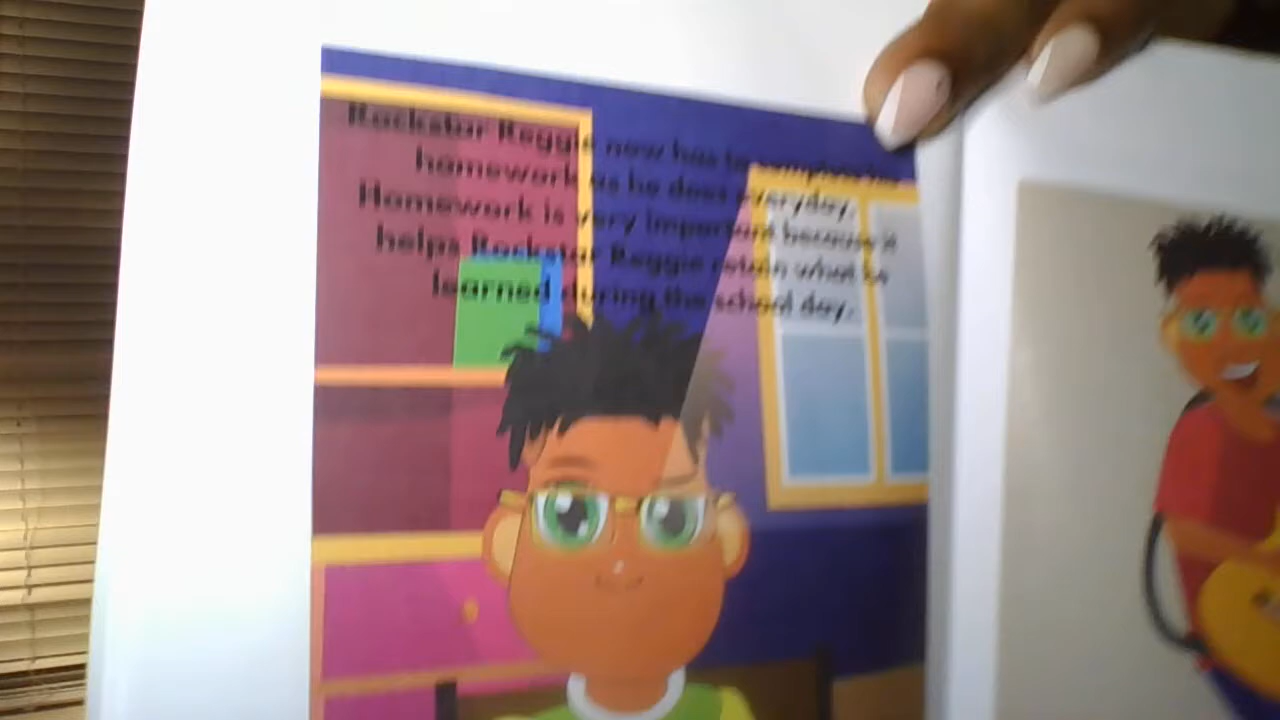 Rockstar Reggie now has to complete his
homework as he does everyday.
Homework is very important because it
helps Rockstar Reggie retain what he
learned during the school day.